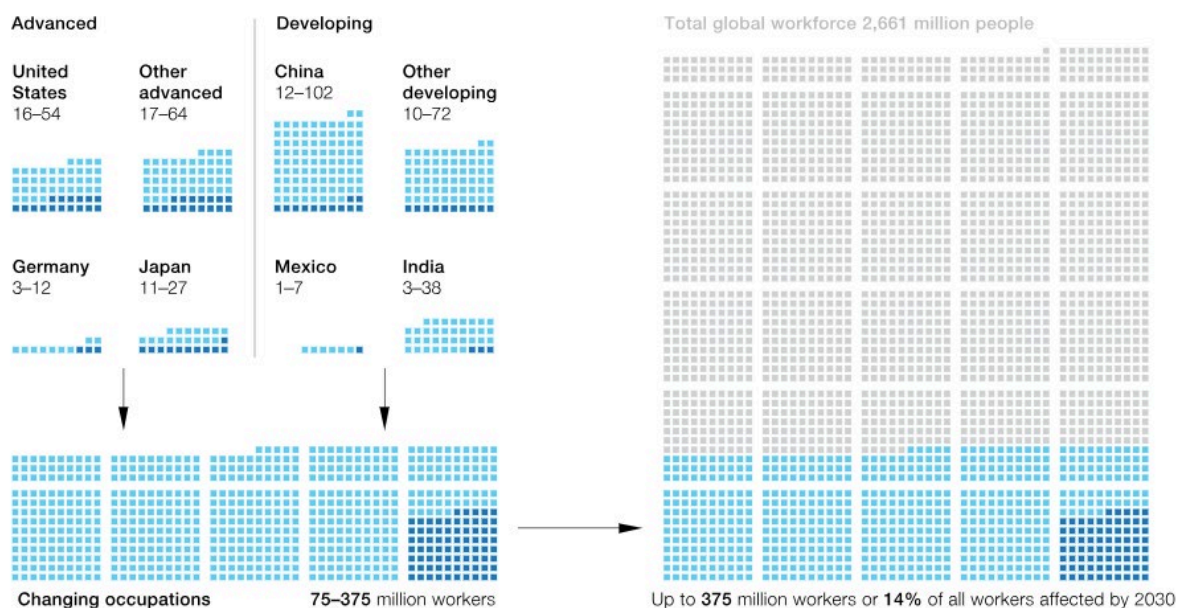 Advanced
Developing
United
States
16–54
Other
advanced
17–64
China
12–102
Other
developing
10–72
Germany
3–12
Japan
11–27
Mexico
1–7
India
3–38
Changing occupations
75–375 million workers
Total global workforce 2,661 million people
Up to 375 million workers or 14% of all workers affected by 2030